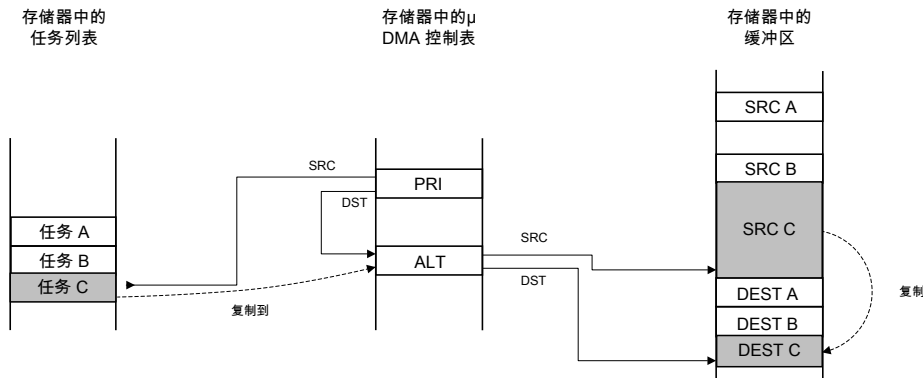 存储器中的
任务列表
存储器中的μ
DMA 控制表
存储器中的
缓冲区
SRC A
SRC B
SRC
PRI
DST
SRC C
任务 A
任务 B
任务 C
ALT
SRC
DST
复制到
DEST A
DEST B
DEST C
复制